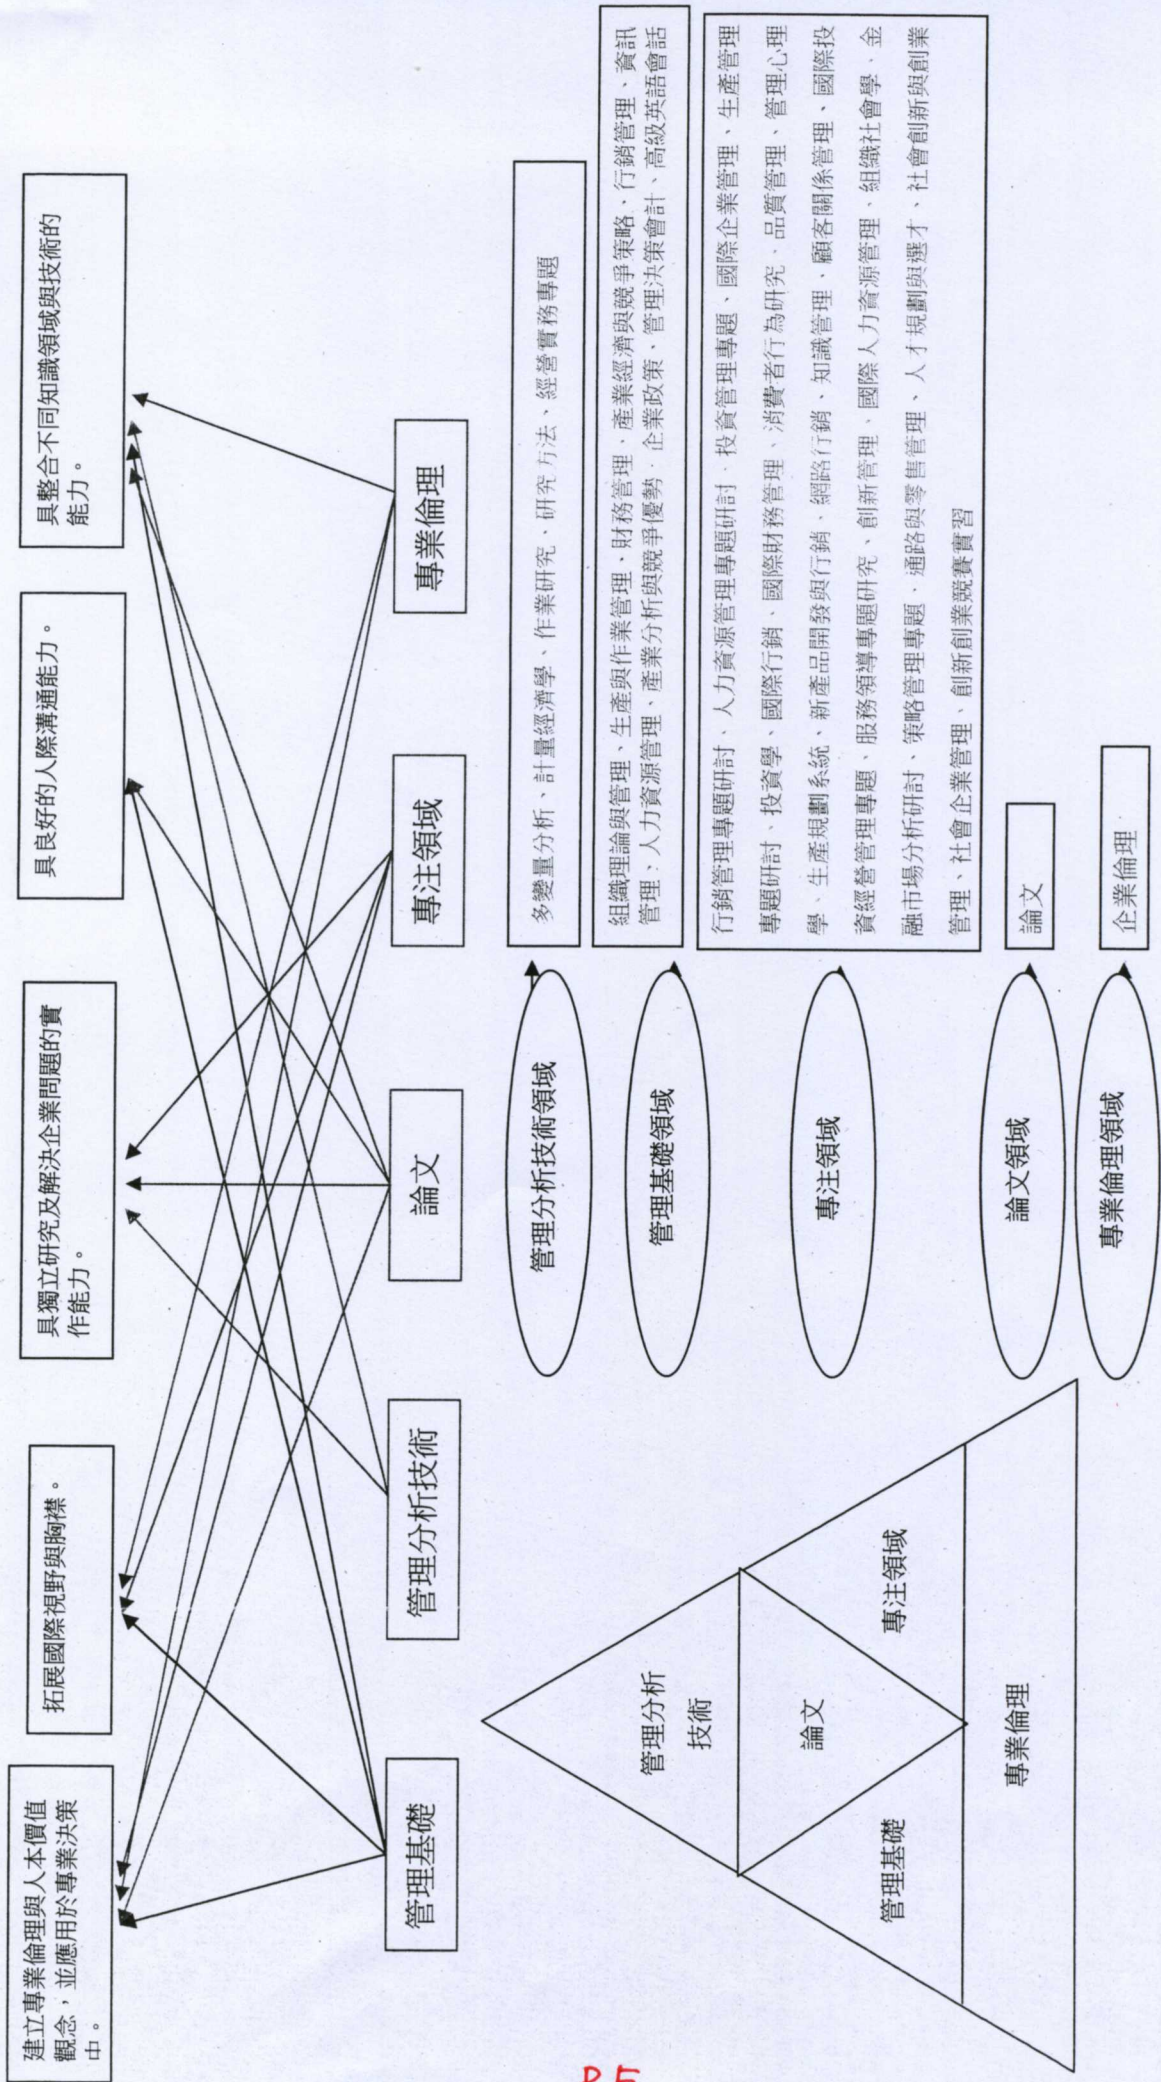 建立專業倫理與人本價值
觀念，並應用於專業決策
中。
拓展國際視野與胸襟。
具獨立研究及解決企業問題的實
作能力。
具良好的人際溝通能力。
具整合不同知識領域與技術的
能力。
管理基礎
管理分析技術
論文
專注領域
專業倫理
管理分析
技術
論文
管理基礎
專注領域
專業倫理
管理分析技術領域
多變量分析、計量經濟學、作業研究、研究方法、經營實務專題
管理基礎領域
組織理論與管理、生產與作業管理、財務管理、產業經濟與競爭策略、行銷管理、資訊
管理、人力資源管理、產業分析與競爭優勢、企業政策、管理決策會計、高級英語會話
專注領域
行銷管理專題研討、人力資源管理專題研討、投資管理專題、國際企業管理、生產管理
專題研討、投資學、國際行銷、國際財務管理、消費者行為研究、品質管理、管理心理
學、生產規劃系統、新產品開發與行銷、網路行銷、知識管理、顧客關係管理、國際投
資經營管理專題、服務領導專題研究、創新管理、國際人力資源管理、組織社會學、金
融市場分析研討、策略管理專題、通路與零售管理、人才規劃與選才、社會創新與創業
管理、社會企業管理、創新創業競賽實習
論文領域
論文
專業倫理領域
企業倫理
P.5